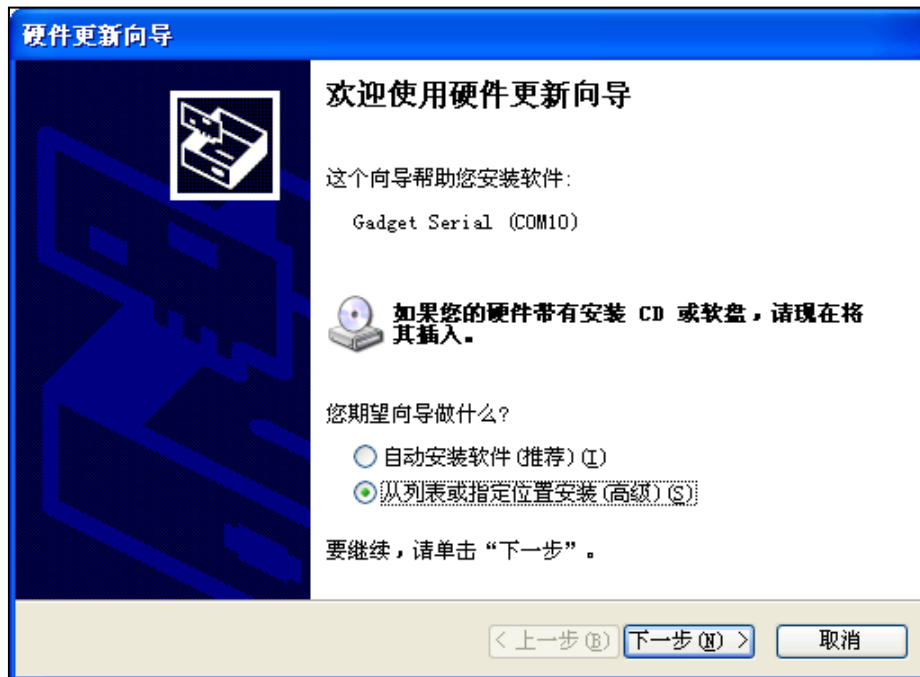 硬件更新向导
欢迎使用硬件更新向导
这个向导帮助您安装软件:
Gadget Serial (COM10)
如果您的硬件带有安装 CD 或软盘，请现在将
其插入。
您期望向导做什么?
自动安装软件(推荐)(I)
从列表或指定位置安装(高级)(S)
要继续，请单击“下一步”。
< 上一步(B) 下一步(N) > 取消